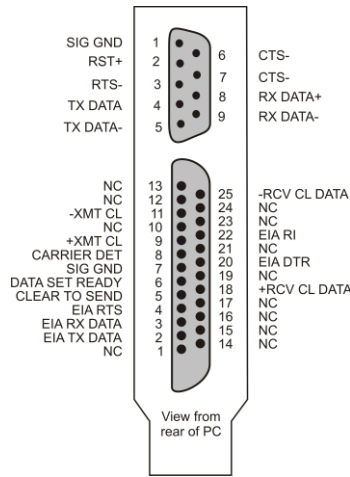 SIG GND 1
RST+ 2
RTS- 3
TX DATA 4
TX DATA- 5
6 CTS-
7 CTS-
8 RX DATA+
9 RX DATA-
NC 13
NC 12
-XMT CL 11
NC 10
+XMT CL 9
CARRIER DET 8
SIG GND 7
DATA SET READY 6
CLEAR TO SEND 5
EIA RTS 4
EIA RX DATA 3
EIA TX DATA 2
NC 1
25 -RCV CL DATA
24 NC
23 NC
22 EIA RI
21 NC
20 EIA DTR
19 NC
18 +RCV CL DATA
17 NC
16 NC
15 NC
14 NC
View from
rear of PC